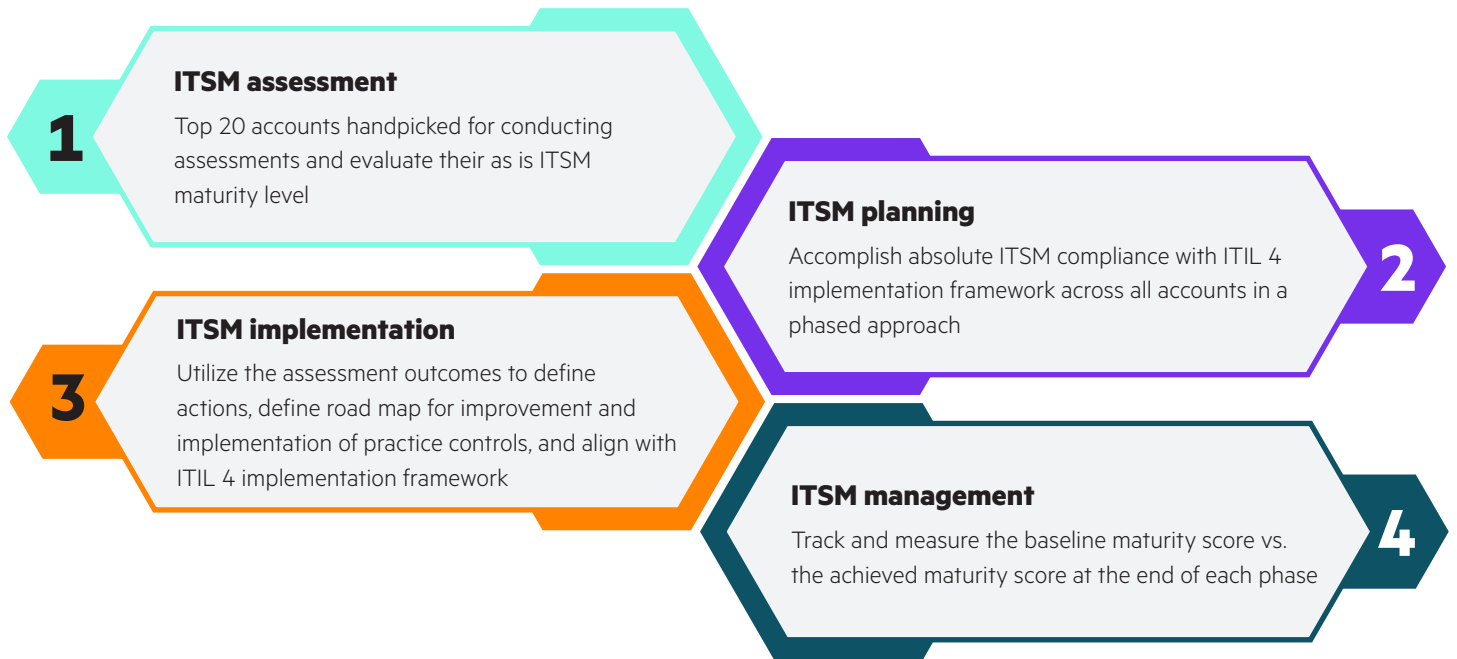 1
ITSM assessment
Top 20 accounts handpicked for conducting
assessments and evaluate their as is ITSM
maturity level
2
ITSM planning
Accomplish absolute ITSM compliance with ITIL 4
implementation framework across all accounts in a
phased approach
3
ITSM implementation
Utilize the assessment outcomes to define
actions, define road map for improvement and
implementation of practice controls, and align with
ITIL 4 implementation framework
4
ITSM management
Track and measure the baseline maturity score vs.
the achieved maturity score at the end of each phase